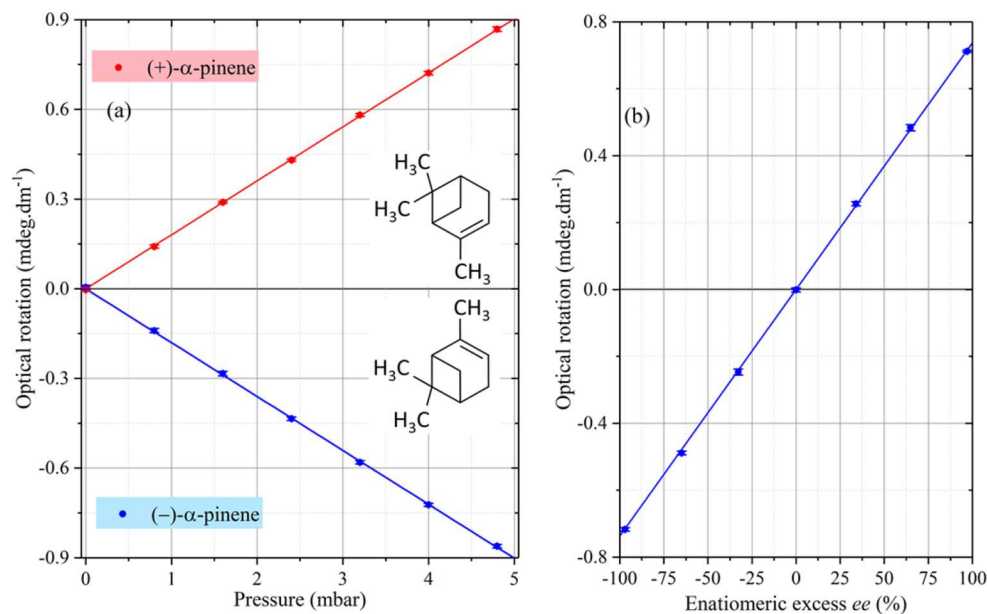 0.9
(+)-α-pinene
(a)
0.6
0.3
0.0
-0.3
-0.6
-0.9
H₃C
H₃C
CH₃
CH₃
H₃C
H₃C
(−)-α-pinene
0
1
2
3
4
5
Pressure (mbar)
Optical rotation (mdeg.dm⁻¹)
0.8
(b)
0.4
0.0
-0.4
-0.8
-100
-75
-50
-25
0
25
50
75
100
Enatiomeric excess ee (%)
Optical rotation (mdeg.dm⁻¹)